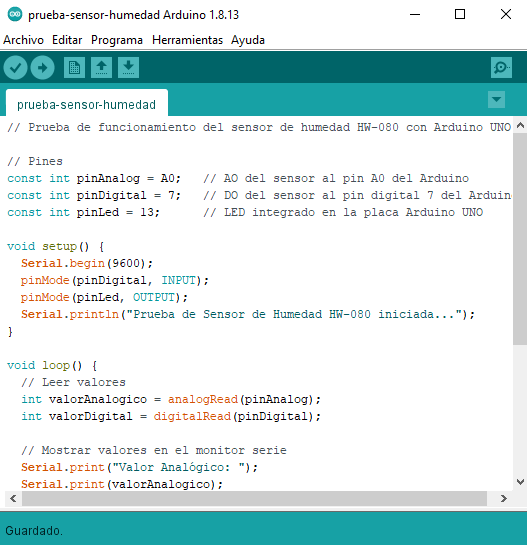 prueba-sensor-humedad Arduino 1.8.13
Archivo Editar Programa Herramientas Ayuda
prueba-sensor-humedad
// Prueba de funcionamiento del sensor de humedad HW-080 con Arduino UNO
// Pines
const int pinAnalog = A0;   // AO del sensor al pin A0 del Arduino
const int pinDigital = 7;   // DO del sensor al pin digital 7 del Arduin
const int pinLed = 13;      // LED integrado en la placa Arduino UNO
void setup() {
  Serial.begin(9600);
  pinMode(pinDigital, INPUT);
  pinMode(pinLed, OUTPUT);
  Serial.println("Prueba de Sensor de Humedad HW-080 iniciada...");
}
void loop() {
  // Leer valores
  int valorAnalogico = analogRead(pinAnalog);
  int valorDigital = digitalRead(pinDigital);
  // Mostrar valores en el monitor serie
  Serial.print("Valor Analógico: ");
  Serial.print(valorAnalogico);
Guardado.